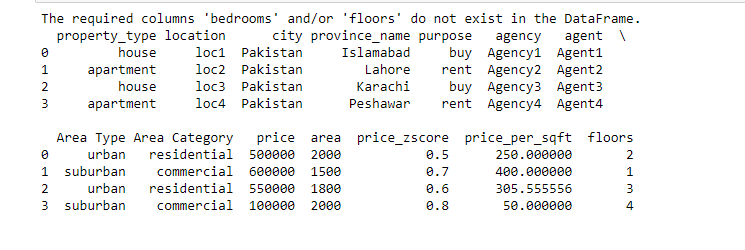 The required columns 'bedrooms' and/or 'floors' do not exist in the DataFrame.
  property_type location      city province_name purpose   agency   agent  \
0         house     loc1  Pakistan     Islamabad     buy  Agency1  Agent1
1     apartment     loc2  Pakistan        Lahore    rent  Agency2  Agent2
2         house     loc3  Pakistan       Karachi     buy  Agency3  Agent3
3     apartment     loc4  Pakistan      Peshawar    rent  Agency4  Agent4

  Area Type Area Category   price  area  price_zscore  price_per_sqft  floors
0     urban   residential  500000  2000           0.5      250.000000       2
1  suburban    commercial  600000  1500           0.7      400.000000       1
2     urban   residential  550000  1800           0.6      305.555556       3
3  suburban    commercial  100000  2000           0.8       50.000000       4